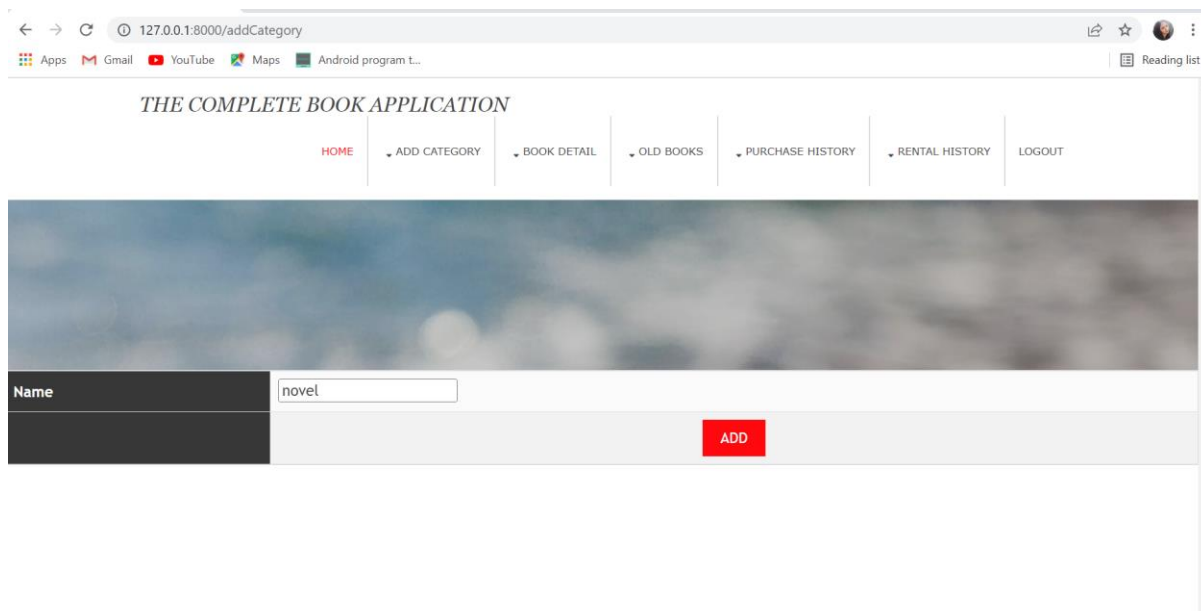 127.0.0.1:8000/addCategory
Apps Gmail YouTube Maps Android program t... Reading list
THE COMPLETE BOOK APPLICATION
HOME ADD CATEGORY BOOK DETAIL OLD BOOKS PURCHASE HISTORY RENTAL HISTORY LOGOUT
Name novel
ADD